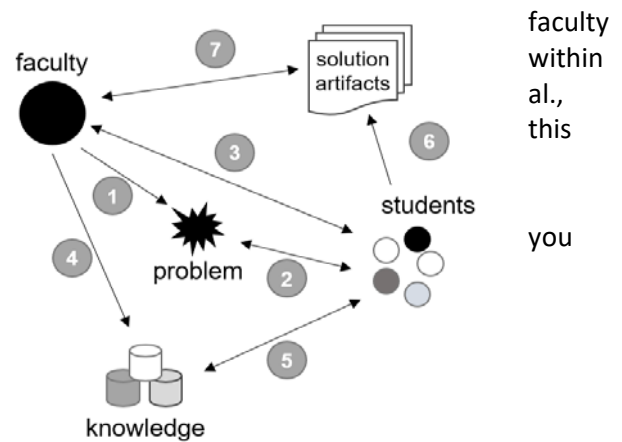 faculty
within
al.,
this
you
7
faculty
solution
artifacts
3
6
1
students
4
problem
2
5
knowledge